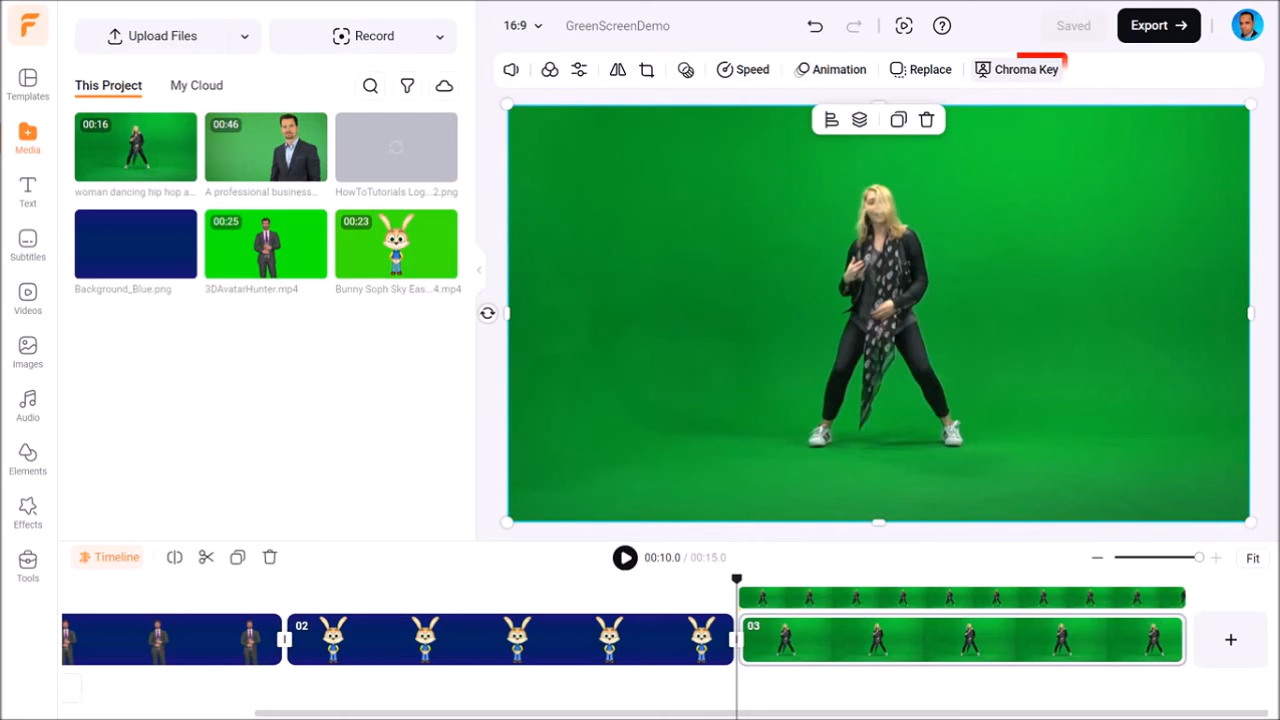 Upload Files
Record
16:9
GreenScreenDemo
Saved
Export
Templates
Media
Text
Subtitles
Videos
Images
Audio
Elements
Effects
Tools
This Project
My Cloud
Speed
Animation
Replace
Chroma Key
00:16
00:46
woman dancing hip hop a...
A professional business...
HowToTutorials Log...2.png
00:25
00:23
Background_Blue.png
3DAvatarHunter.mp4
Bunny Soph Sky Eas...4.mp4
Timeline
00:10.0 / 00:15.0
Fit
02
03